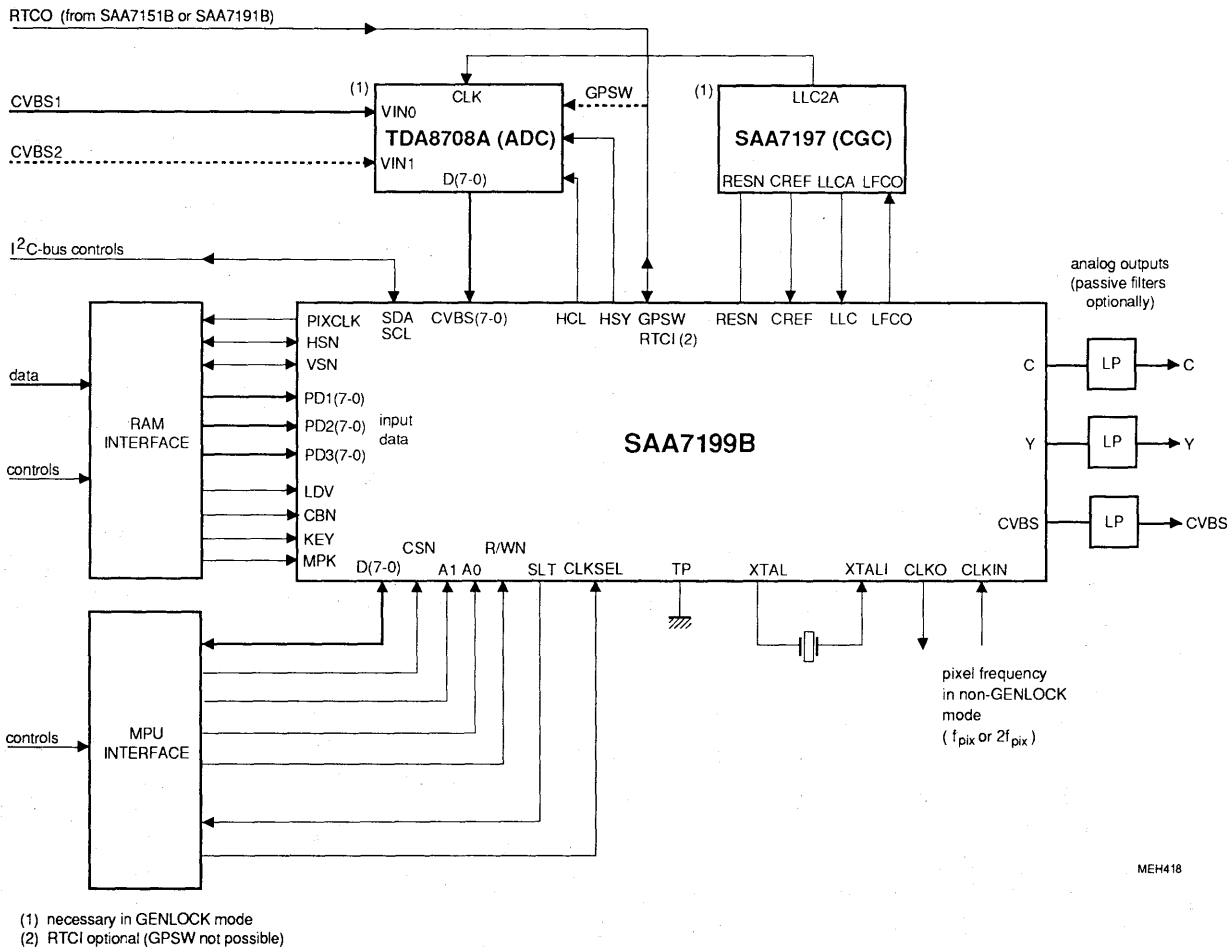 RTCO (from SAA7151B or SAA7191B)
CVBS1
CVBS2
I2C-bus controls
(1)
CLK
VIN0
TDA8708A (ADC)
VIN1
D(7-0)
GPSW
(1)
LLC2A
SAA7197 (CGC)
RESN CREF LLCA LFCO
analog outputs
(passive filters
optionally)
data
controls
RAM
INTERFACE
PIXCLK
HSN
VSN
PD1(7-0)
PD2(7-0)
PD3(7-0)
input
data
LDV
CBN
KEY
MPK
SDA
SCL
CVBS(7-0)
HCL
HSY
GPSW
RTCI (2)
RESN
CREF
LLC
LFCO
SAA7199B
C
LP
C
Y
LP
Y
CVBS
LP
CVBS
D(7-0)
CSN
A1 A0
R/WN
SLT
CLKSEL
TP
XTAL
XTALI
CLKO
CLKIN
controls
MPU
INTERFACE
pixel frequency
in non-GENLOCK
mode
( fpix or 2fpix )
MEH418
(1) necessary in GENLOCK mode
(2) RTCI optional (GPSW not possible)